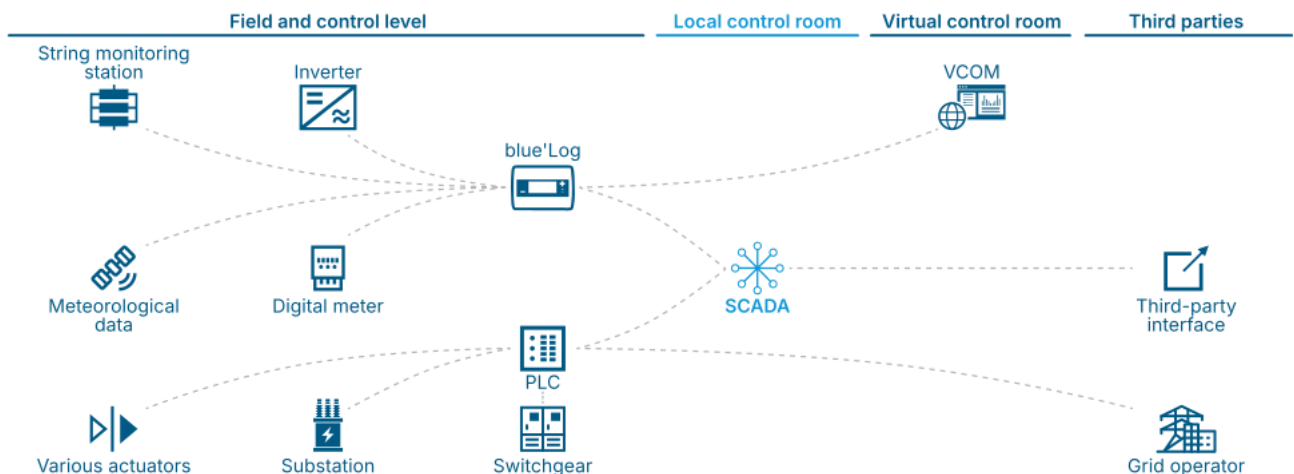 Field and control level
Local control room
Virtual control room
Third parties
String monitoring
station
Inverter
VCOM
blue'Log
Meteorological
data
Digital meter
SCADA
Third-party
interface
PLC
Various actuators
Substation
Switchgear
Grid operator